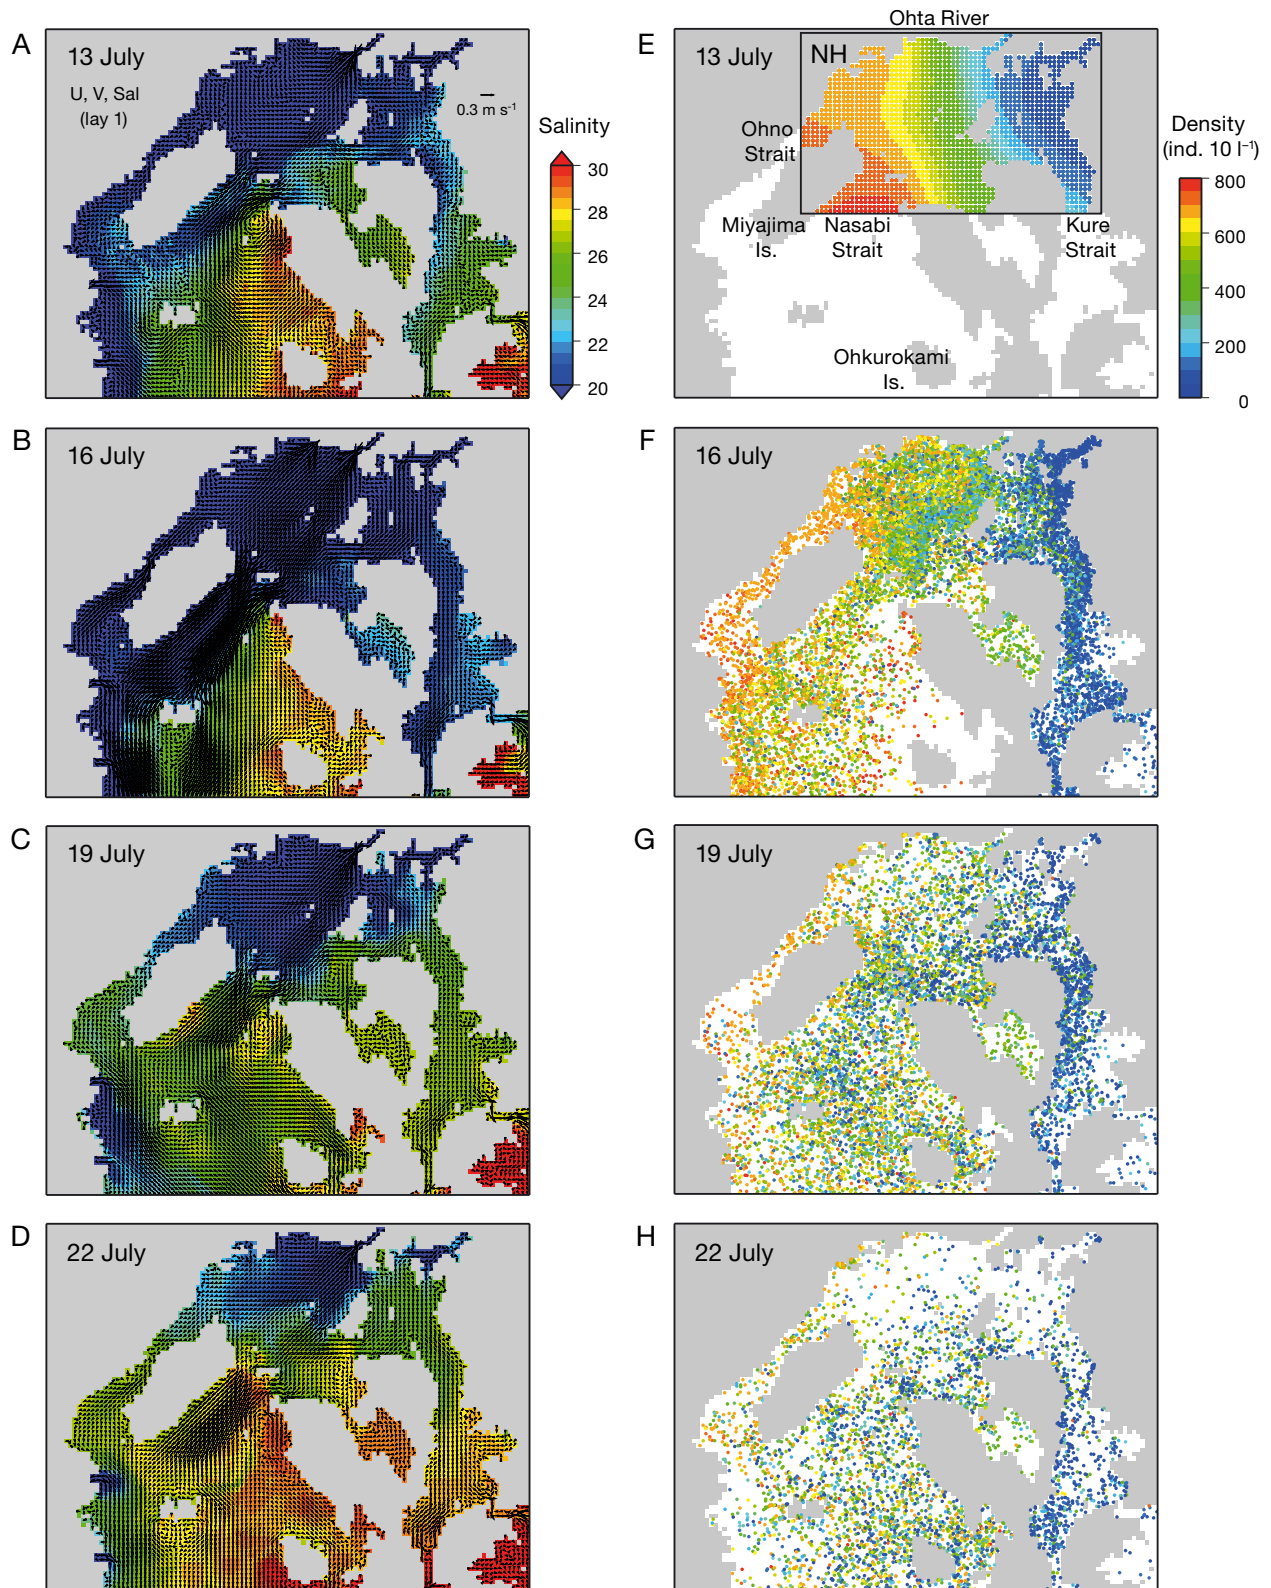 A
13 July
U, V, Sal
(lay 1)
0.3 m s⁻¹
Salinity
30
28
26
24
22
20
B
16 July
C
19 July
D
22 July
Ohta River
E
13 July
NH
Ohno
Strait
Miyajima
Is.
Nasabi
Strait
Kure
Strait
Ohkurokami
Is.
Density
(ind. 10 l⁻¹)
800
600
400
200
0
F
16 July
G
19 July
H
22 July